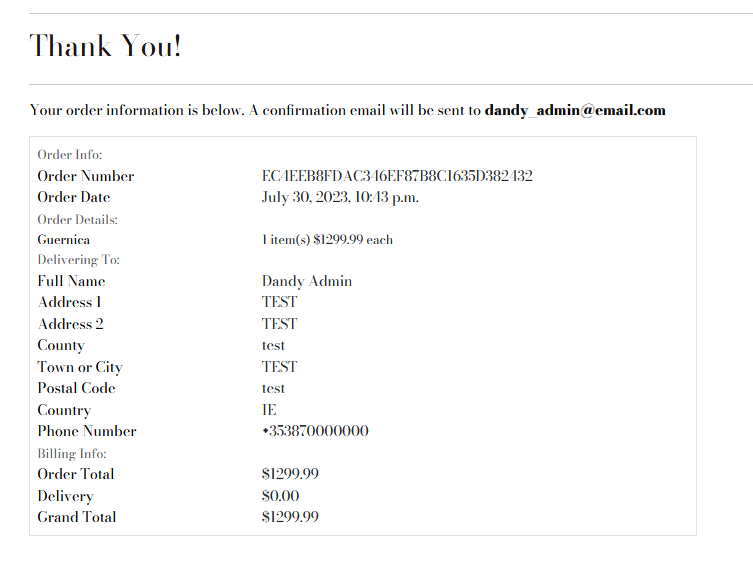 Thank You!
Your order information is below. A confirmation email will be sent to dandy_admin@email.com
Order Info:
Order Number EC4EEB8FDAC346EF87B8C1635D382432
Order Date July 30, 2023, 10:43 p.m.
Order Details:
Guernica 1 item(s) $1299.99 each
Delivering To:
Full Name Dandy Admin
Address 1 TEST
Address 2 TEST
County test
Town or City TEST
Postal Code test
Country IE
Phone Number +353870000000
Billing Info:
Order Total $1299.99
Delivery $0.00
Grand Total $1299.99